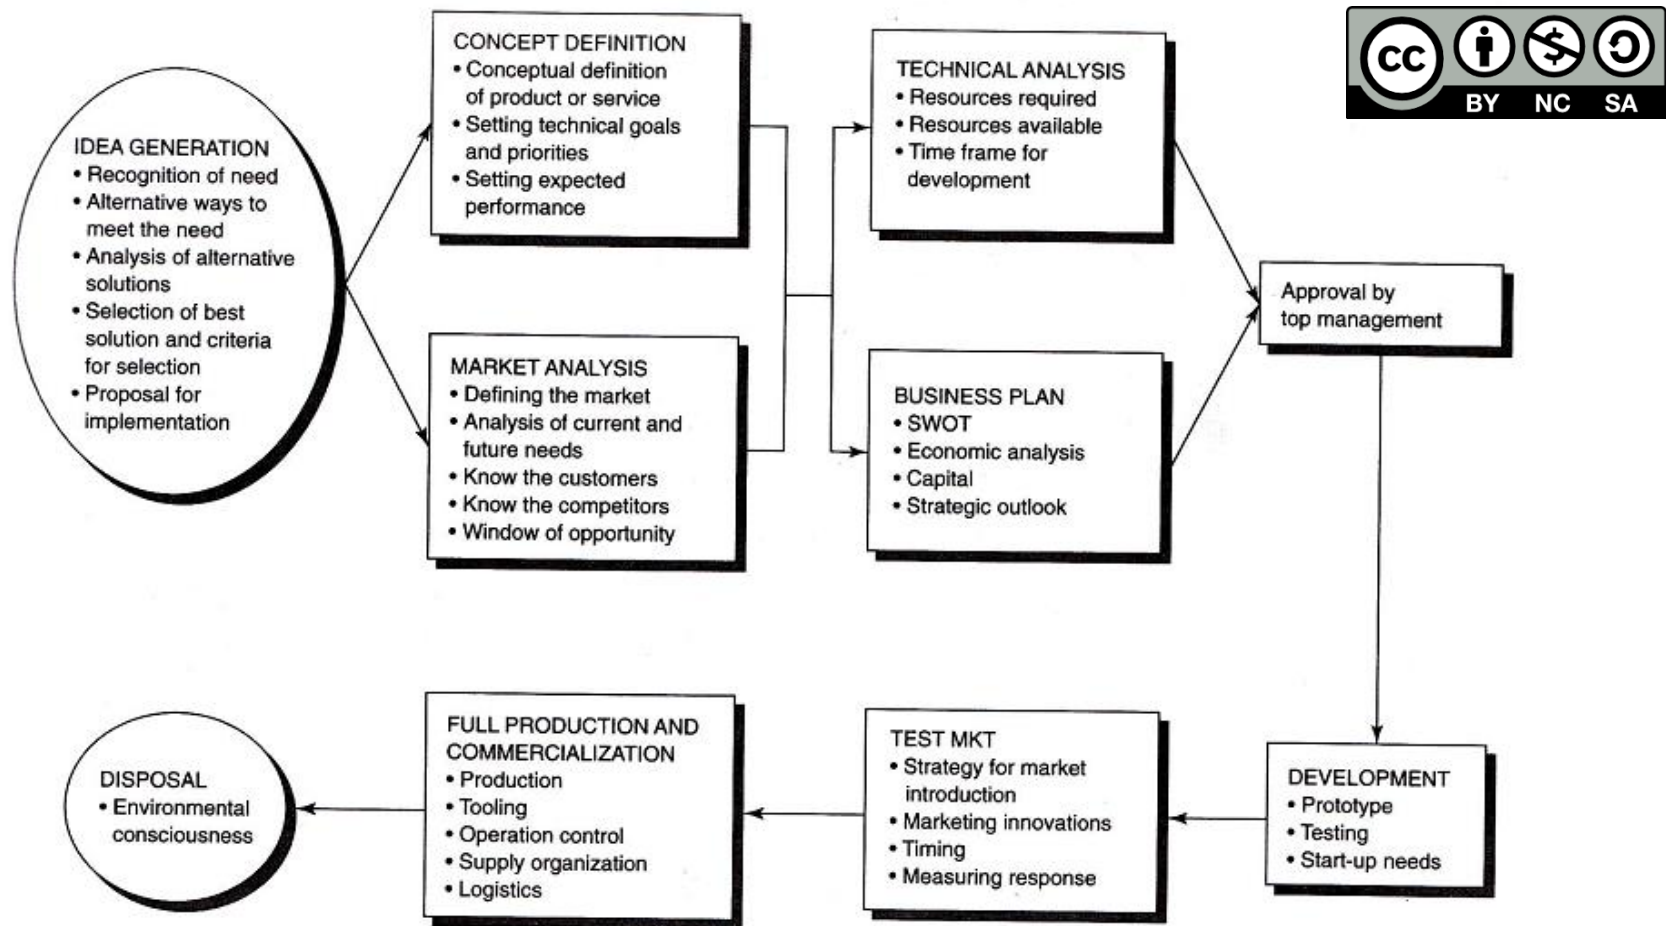 IDEA GENERATION
• Recognition of need
• Alternative ways to
meet the need
• Analysis of alternative
solutions
• Selection of best
solution and criteria
for selection
• Proposal for
implementation
CONCEPT DEFINITION
• Conceptual definition
of product or service
• Setting technical goals
and priorities
• Setting expected
performance
MARKET ANALYSIS
• Defining the market
• Analysis of current and
future needs
• Know the customers
• Know the competitors
• Window of opportunity
TECHNICAL ANALYSIS
• Resources required
• Resources available
• Time frame for
development
BUSINESS PLAN
• SWOT
• Economic analysis
• Capital
• Strategic outlook
cc
BY NC SA
Approval by
top management
DEVELOPMENT
• Prototype
• Testing
• Start-up needs
TEST MKT
• Strategy for market
introduction
• Marketing innovations
• Timing
• Measuring response
FULL PRODUCTION AND
COMMERCIALIZATION
• Production
• Tooling
• Operation control
• Supply organization
• Logistics
DISPOSAL
• Environmental
consciousness